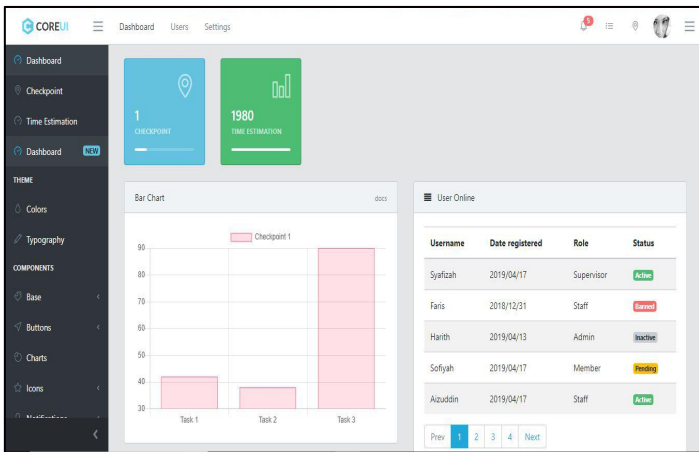 COREUI
Dashboard Users Settings
5
Dashboard
Checkpoint
Time Estimation
Dashboard NEW
THEME
Colors
Typography
COMPONENTS
Base
Buttons
Charts
Icons
Notifications
1
CHECKPOINT
1980
TIME ESTIMATION
Bar Chart docs
Checkpoint 1
90
80
70
60
50
40
30
Task 1 Task 2 Task 3
User Online
Username Date registered Role Status
Syafizah 2019/04/17 Supervisor Active
Faris 2018/12/31 Staff Banned
Harith 2019/04/13 Admin Inactive
Sofiyah 2019/04/17 Member Pending
Aizuddin 2019/04/17 Staff Active
Prev 1 2 3 4 Next